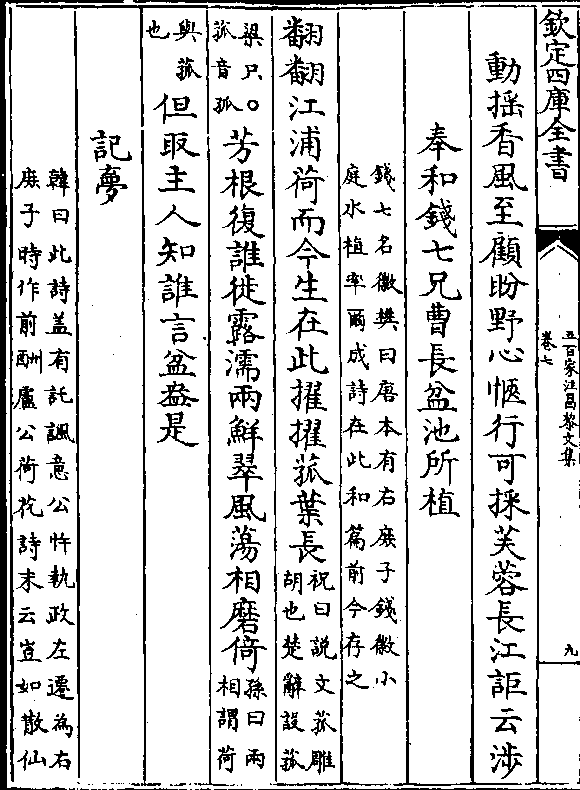 欽定四庫全書
五百家注昌黎文集
卷七
九
動揺香風至顧盼野心愜行可採芙蓉長江詎云涉
奉和錢七兄曹長盆池所植
錢七名徽樊曰唐本有右庶子錢徽小
庭水植率爾成詩在此和篇前今存之
翻翻江浦荷而今生在此擢擢菰葉長
祝曰説文菰雕
胡也楚辭設菰
梁只○
菰音孤
芳根復誰徙露濡兩鮮翠風蕩相磨倚
孫曰兩
相謂荷
與菰
也
但取主人知誰言盆盎是
記夢
韓曰此詩盖有託諷意公忤執政左遷為右
庶子時作前酬盧公荷花詩末云豈如散仙